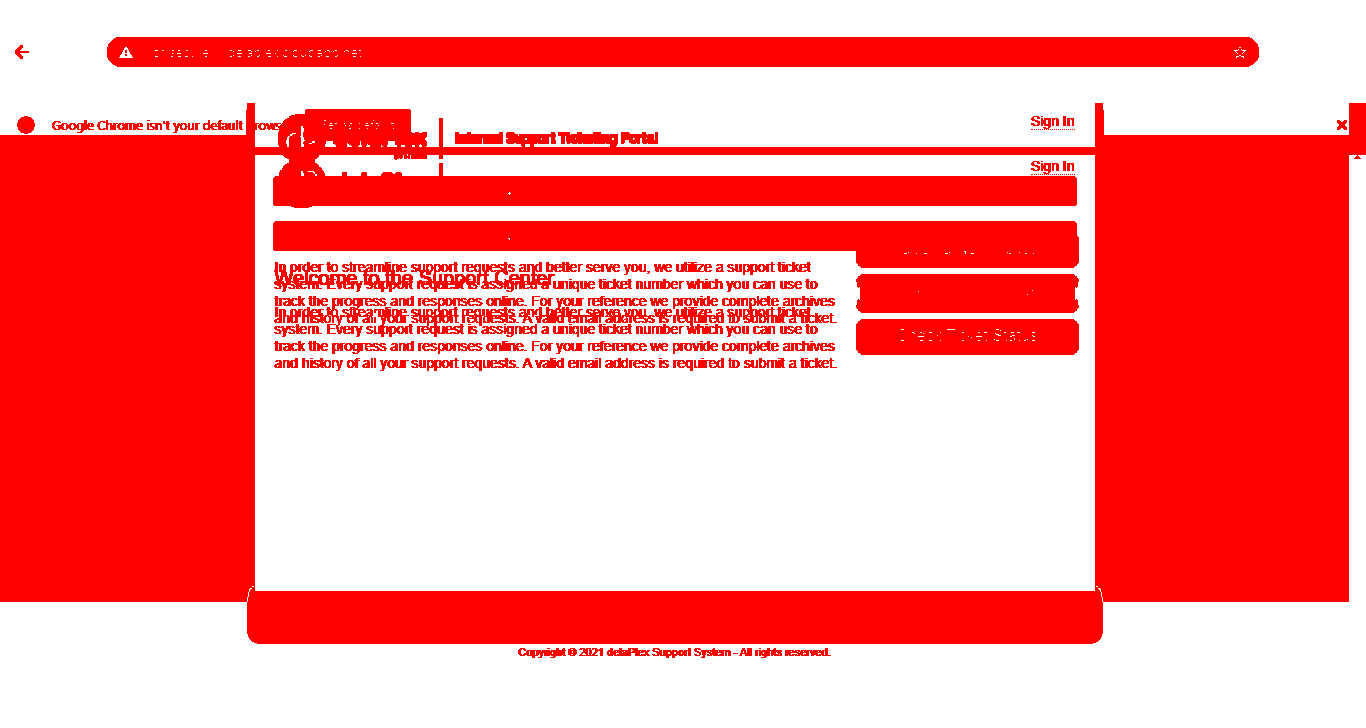 Google Chrome isn't your default
Sign In
Internal Support Ticketing Portal
Sign In
In order to streamline support requests and better serve you, we utilize a support ticket
Welcome to the Support Center
system. Every support request is assigned a unique ticket number which you can use to
track the progress and responses online. For your reference we provide complete archives
In order to streamline support requests and better serve you, we utilize a support ticket
and history of all your support requests. A valid email address is required to submit a ticket.
system. Every support request is assigned a unique ticket number which you can use to
track the progress and responses online. For your reference we provide complete archives
and history of all your support requests. A valid email address is required to submit a ticket.
Check Ticket Status
Copyright © 2021 delaPlex Support System - All rights reserved.